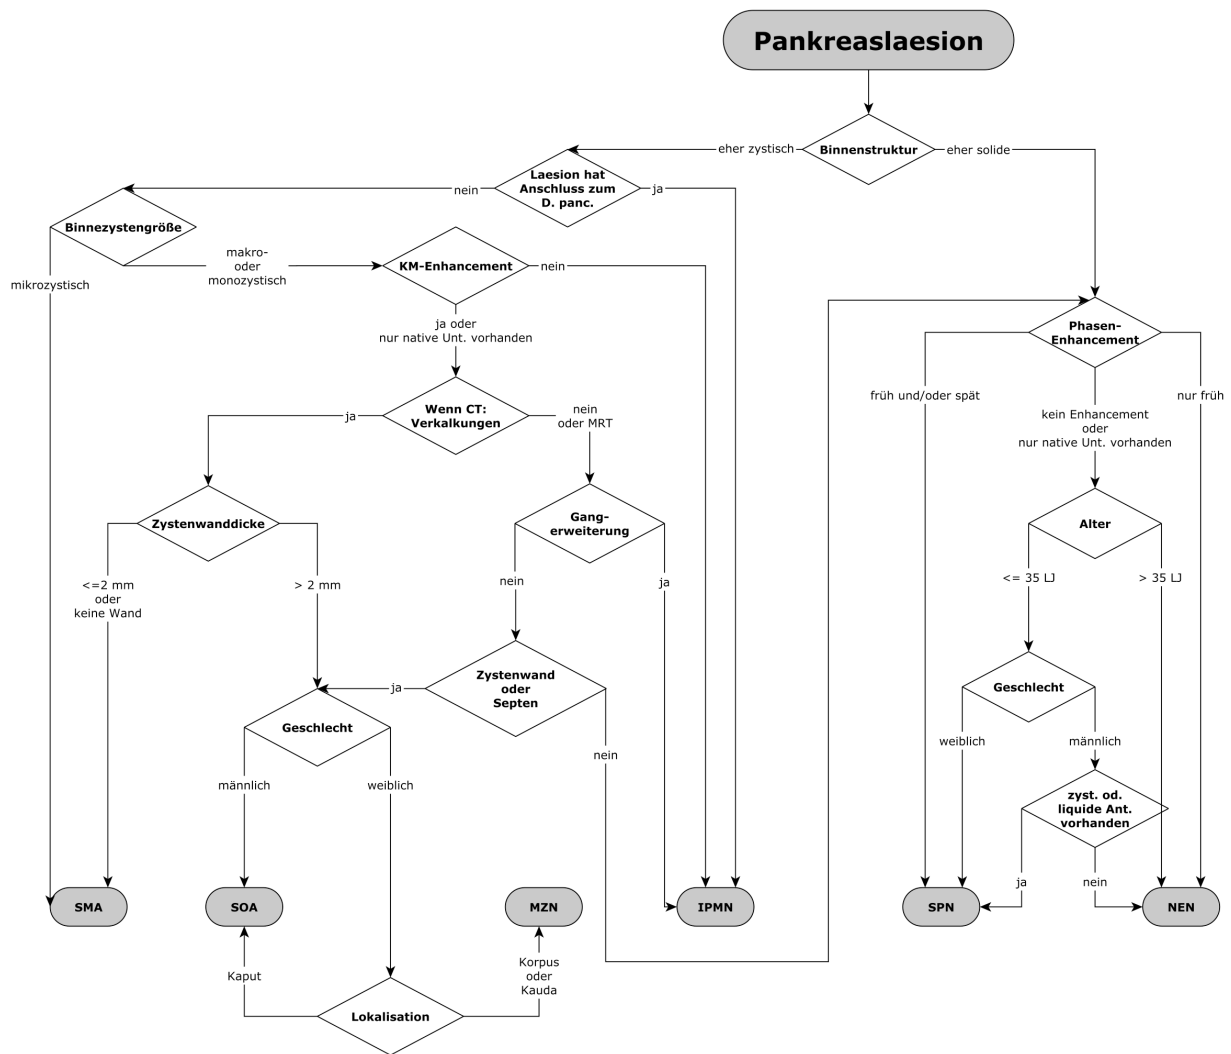 Pankreaslaesion
eher zystisch
Binnenstruktur
eher solide
Laesion hat
Anschluss zum
D. panc.
nein
ja
Binnezystengröße
makro-
oder
monozystisch
KM-Enhancement
nein
mikrozystisch
ja oder
nur native Unt. vorhanden
Phasen-
Enhancement
früh und/oder spät
nur früh
kein Enhancement
oder
nur native Unt. vorhanden
Wenn CT:
Verkalkungen
ja
nein
oder MRT
Zystenwanddicke
Gang-
erweiterung
Alter
<=2 mm
oder
keine Wand
> 2 mm
nein
ja
<= 35 LJ
> 35 LJ
Zystenwand
oder
Septen
ja
nein
Geschlecht
Geschlecht
männlich
weiblich
weiblich
männlich
zyst. od.
liquide Ant.
vorhanden
ja
nein
SMA
SOA
MZN
IPMN
SPN
NEN
Kaput
Korpus
oder
Kauda
Lokalisation